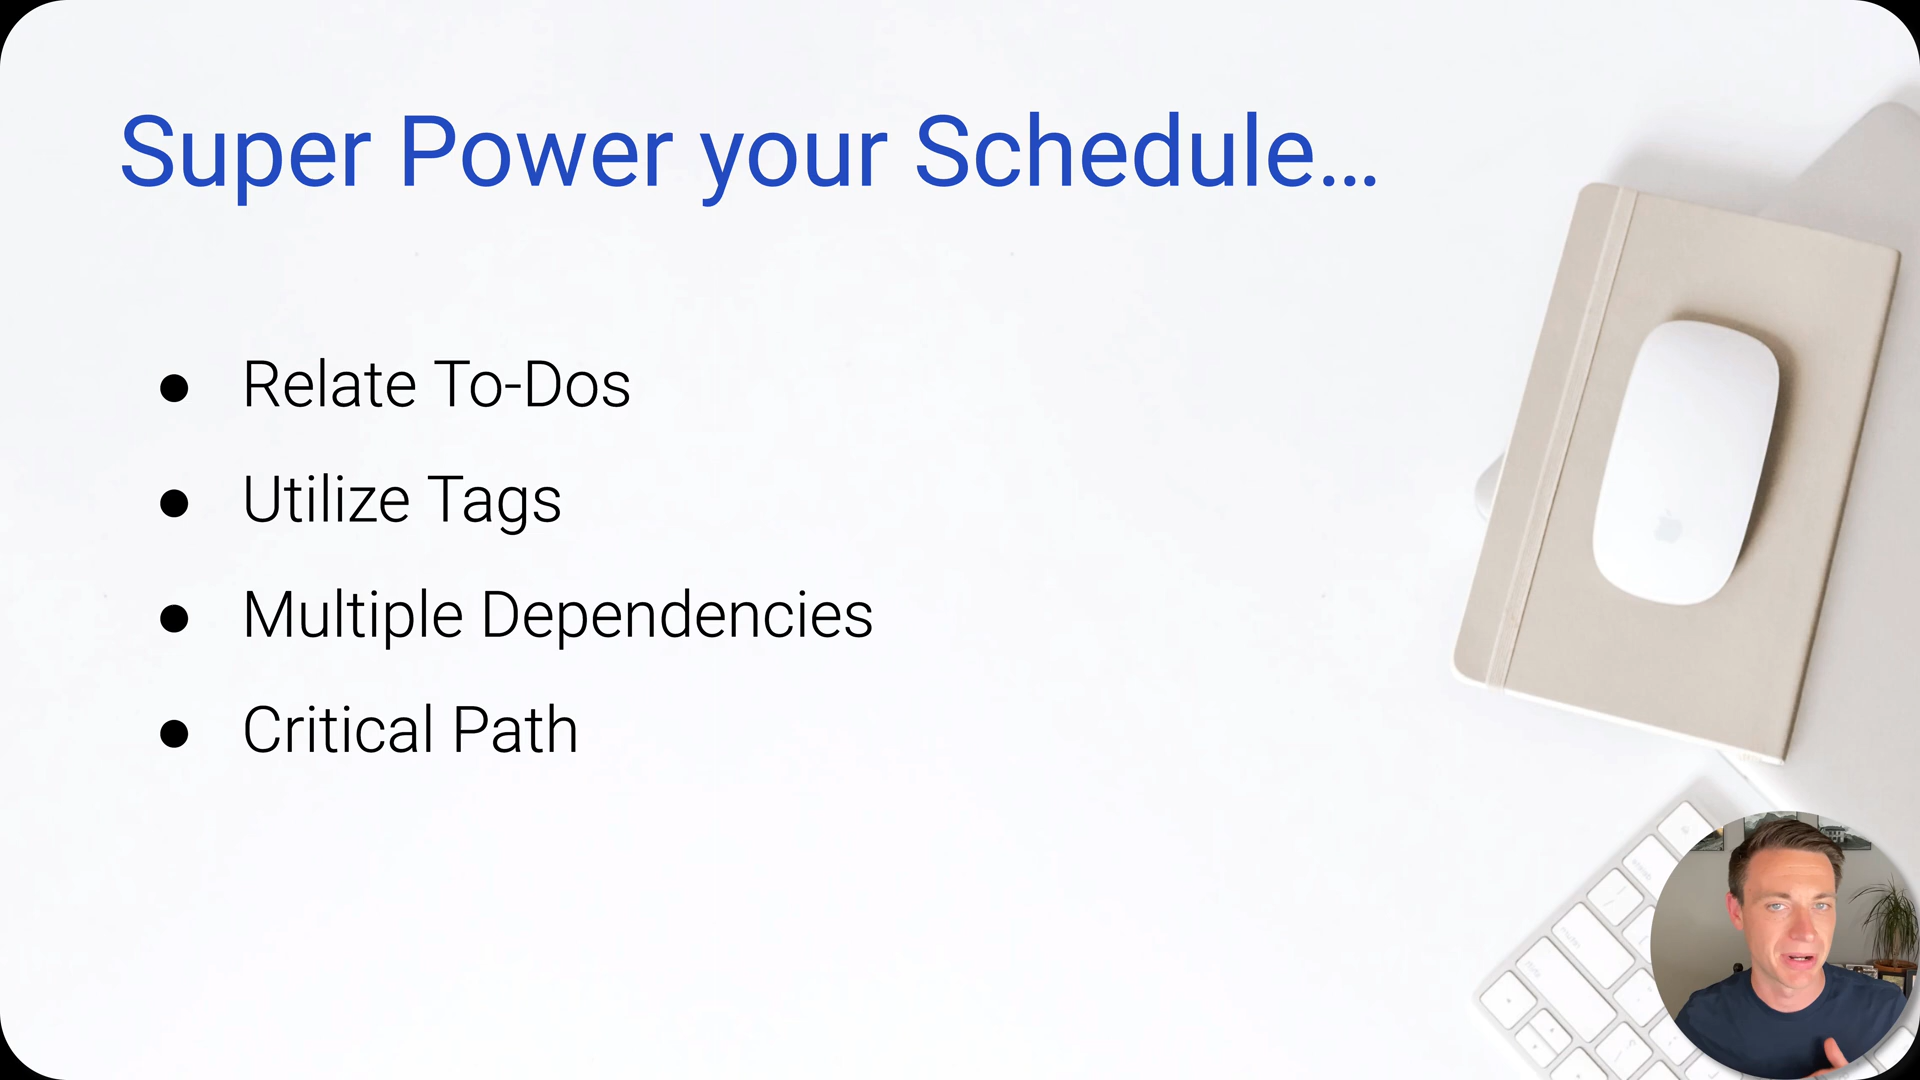 Super Power your Schedule...
● Relate To-Dos
● Utilize Tags
● Multiple Dependencies
● Critical Path